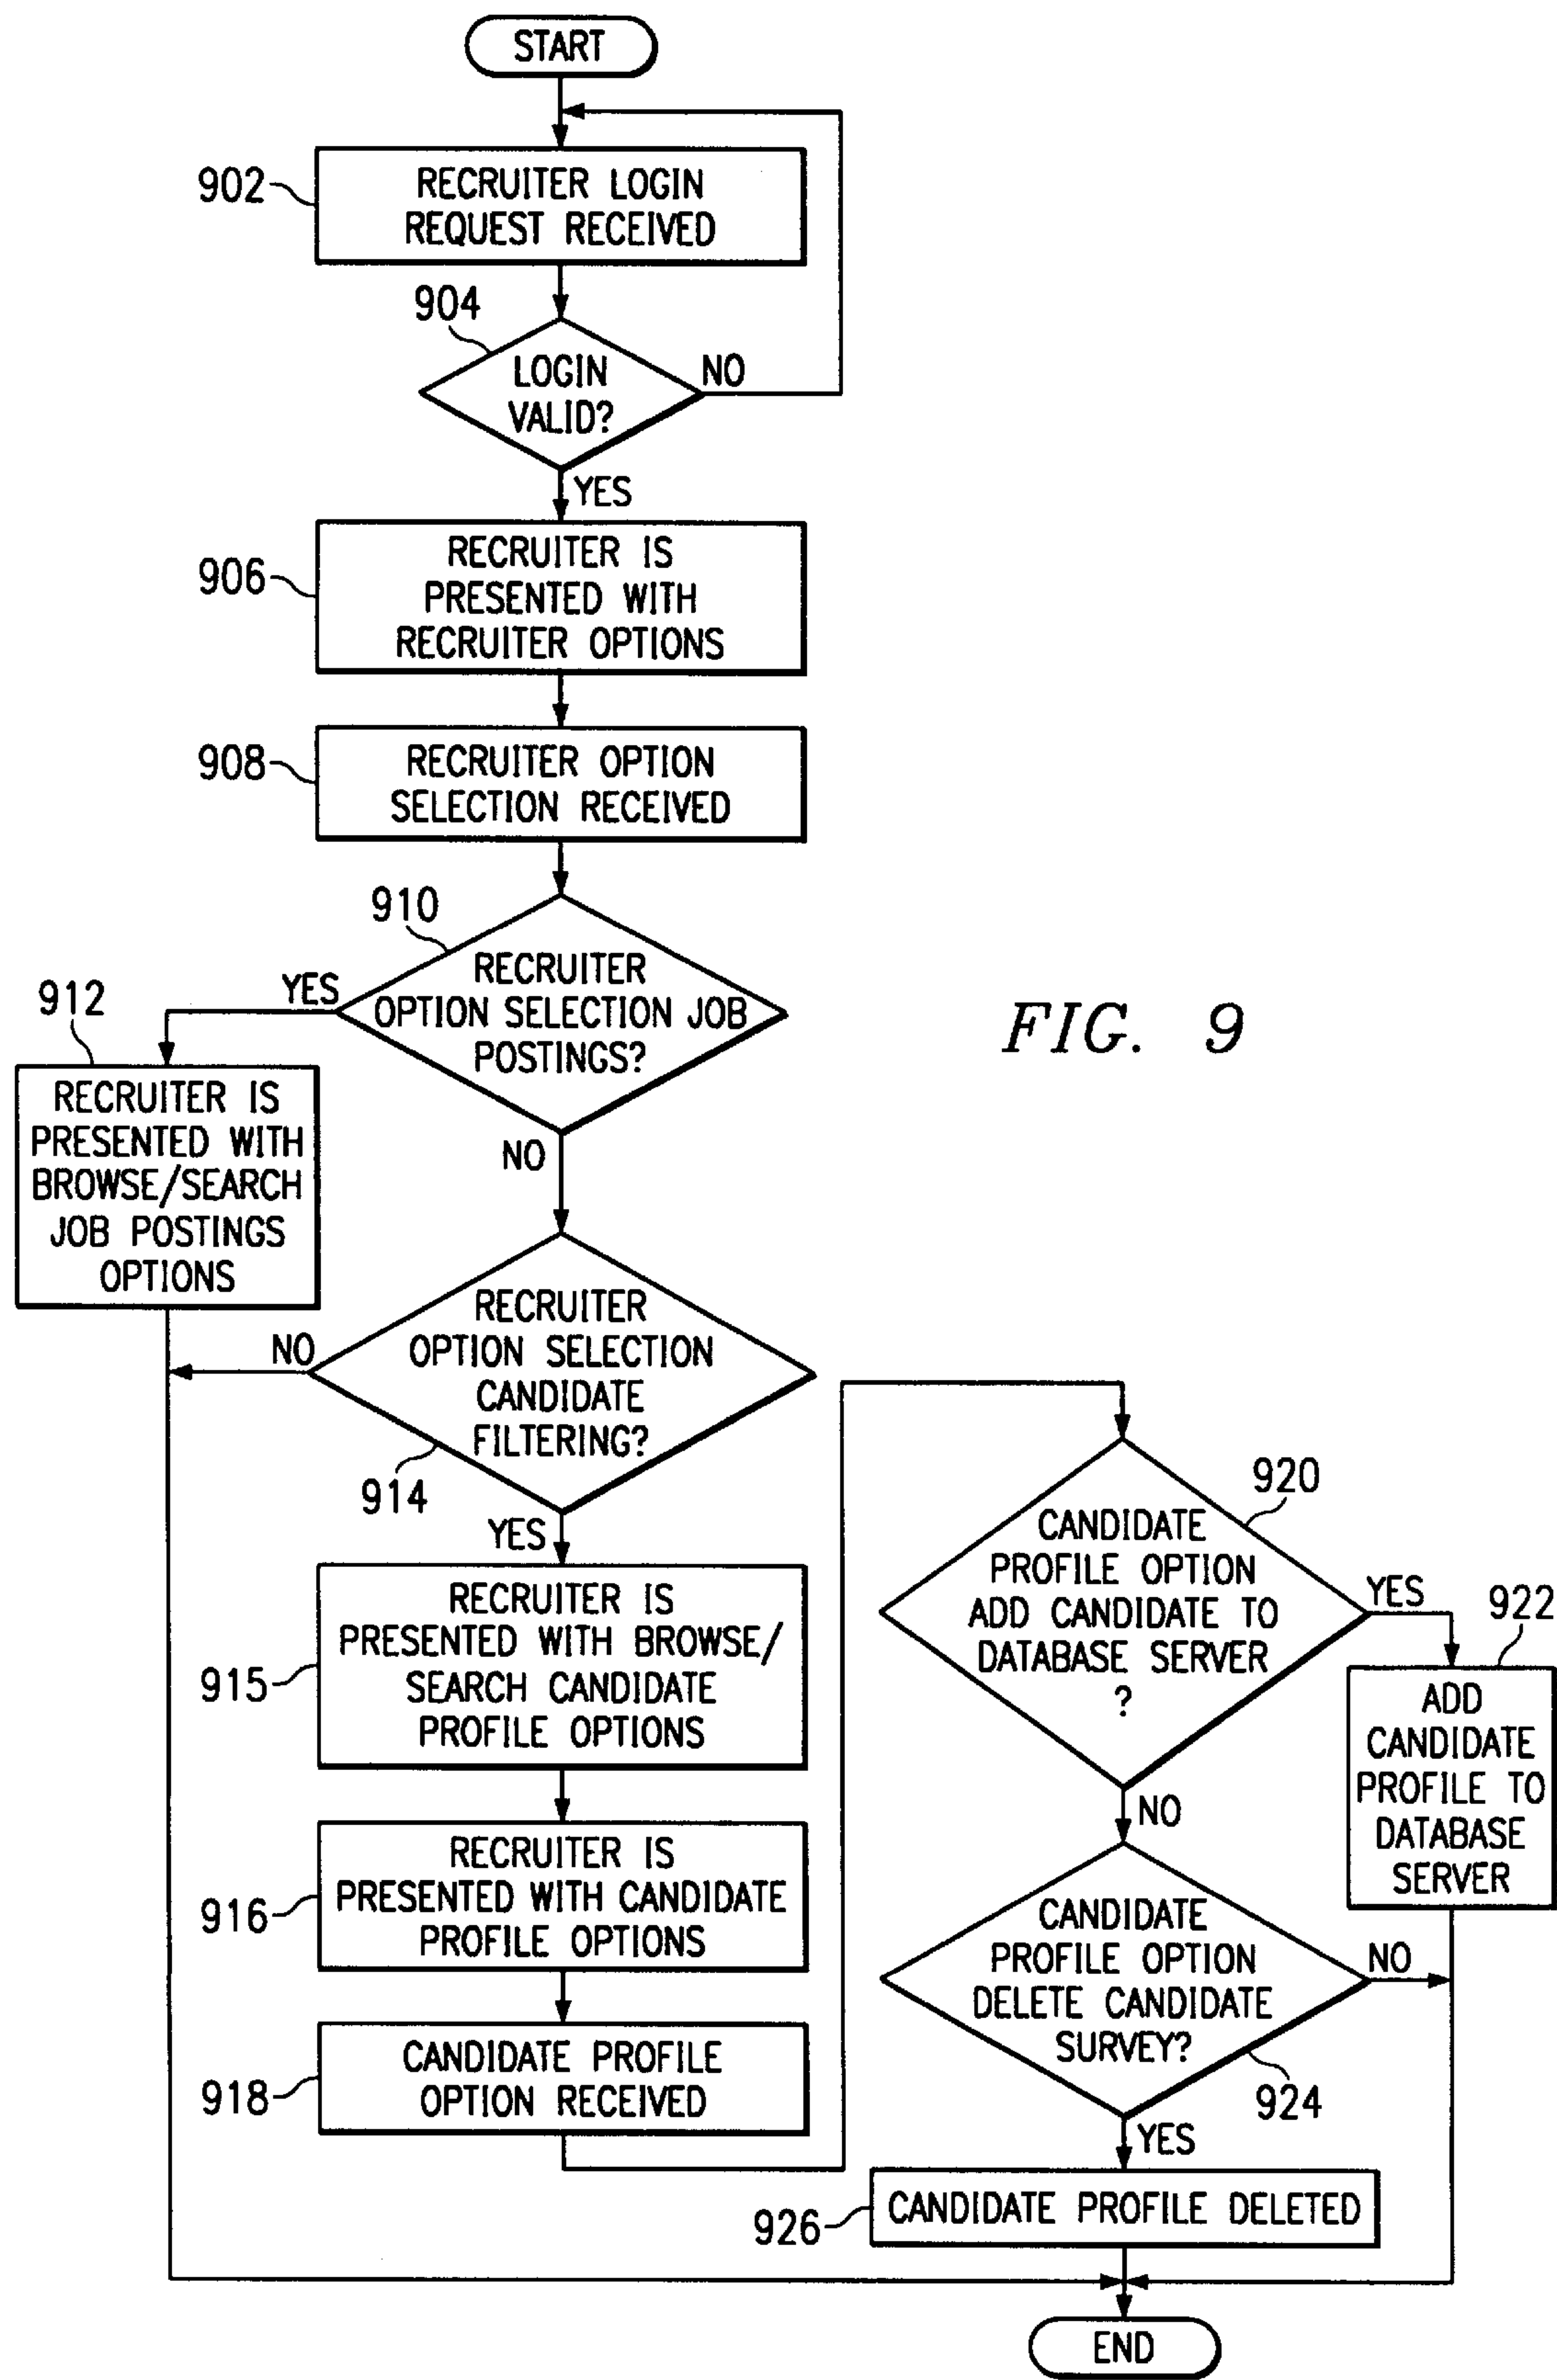 START
902
RECRUITER LOGIN
REQUEST RECEIVED
904
LOGIN
VALID?
NO
YES
906
RECRUITER IS
PRESENTED WITH
RECRUITER OPTIONS
908
RECRUITER OPTION
SELECTION RECEIVED
910
RECRUITER
OPTION SELECTION JOB
POSTINGS?
YES
NO
FIG. 9
912
RECRUITER IS
PRESENTED WITH
BROWSE/SEARCH
JOB POSTINGS
OPTIONS
RECRUITER
OPTION SELECTION
CANDIDATE
FILTERING?
NO
914
YES
915
RECRUITER IS
PRESENTED WITH BROWSE/
SEARCH CANDIDATE
PROFILE OPTIONS
916
RECRUITER IS
PRESENTED WITH CANDIDATE
PROFILE OPTIONS
918
CANDIDATE PROFILE
OPTION RECEIVED
920
CANDIDATE
PROFILE OPTION
ADD CANDIDATE TO
DATABASE SERVER
?
YES
922
ADD
CANDIDATE
PROFILE TO
DATABASE
SERVER
NO
CANDIDATE
PROFILE OPTION
DELETE CANDIDATE
SURVEY?
NO
924
YES
926
CANDIDATE PROFILE DELETED
END